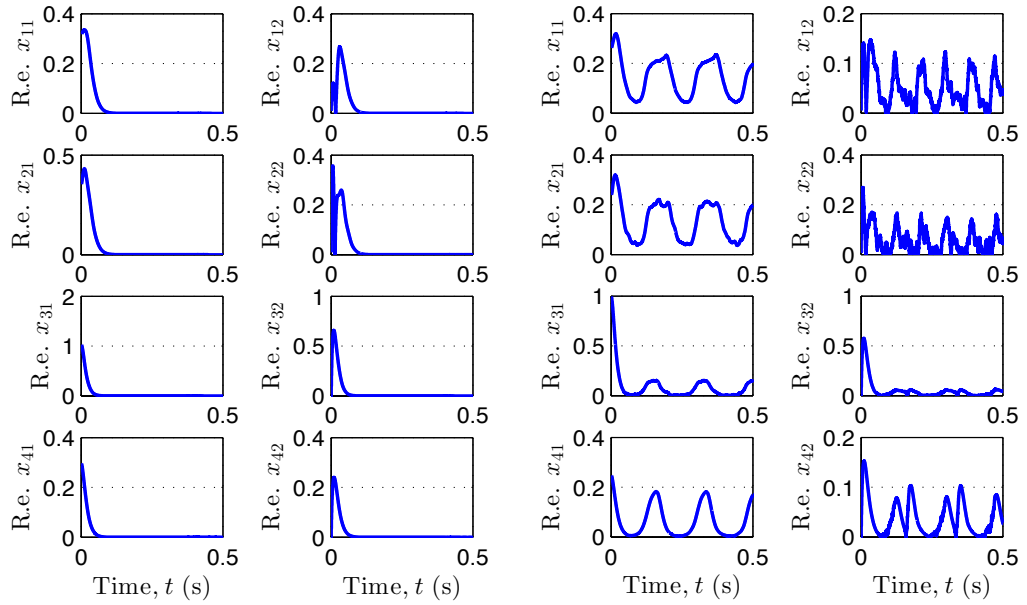 0.4 0.4 0.4 0.2
R.e. x11 0.2 R.e. x12 0.2 R.e. x11 0.2 R.e. x12 0.1
0 0 0 0
0 0.5 0 0.5 0 0.5 0 0.5
0.5 0.4 0.4 0.4
R.e. x21 R.e. x22 0.2 R.e. x21 0.2 R.e. x22 0.2
0 0 0 0
0 0.5 0 0.5 0 0.5 0 0.5
2 1 1 1
R.e. x31 1 R.e. x32 0.5 R.e. x31 0.5 R.e. x32 0.5
0 0 0 0
0 0.5 0 0.5 0 0.5 0 0.5
0.4 0.4 0.4 0.2
R.e. x41 0.2 R.e. x42 0.2 R.e. x41 0.2 R.e. x42 0.1
0 0 0 0
0 0.5 0 0.5 0 0.5 0 0.5
Time, t (s) Time, t (s) Time, t (s) Time, t (s)